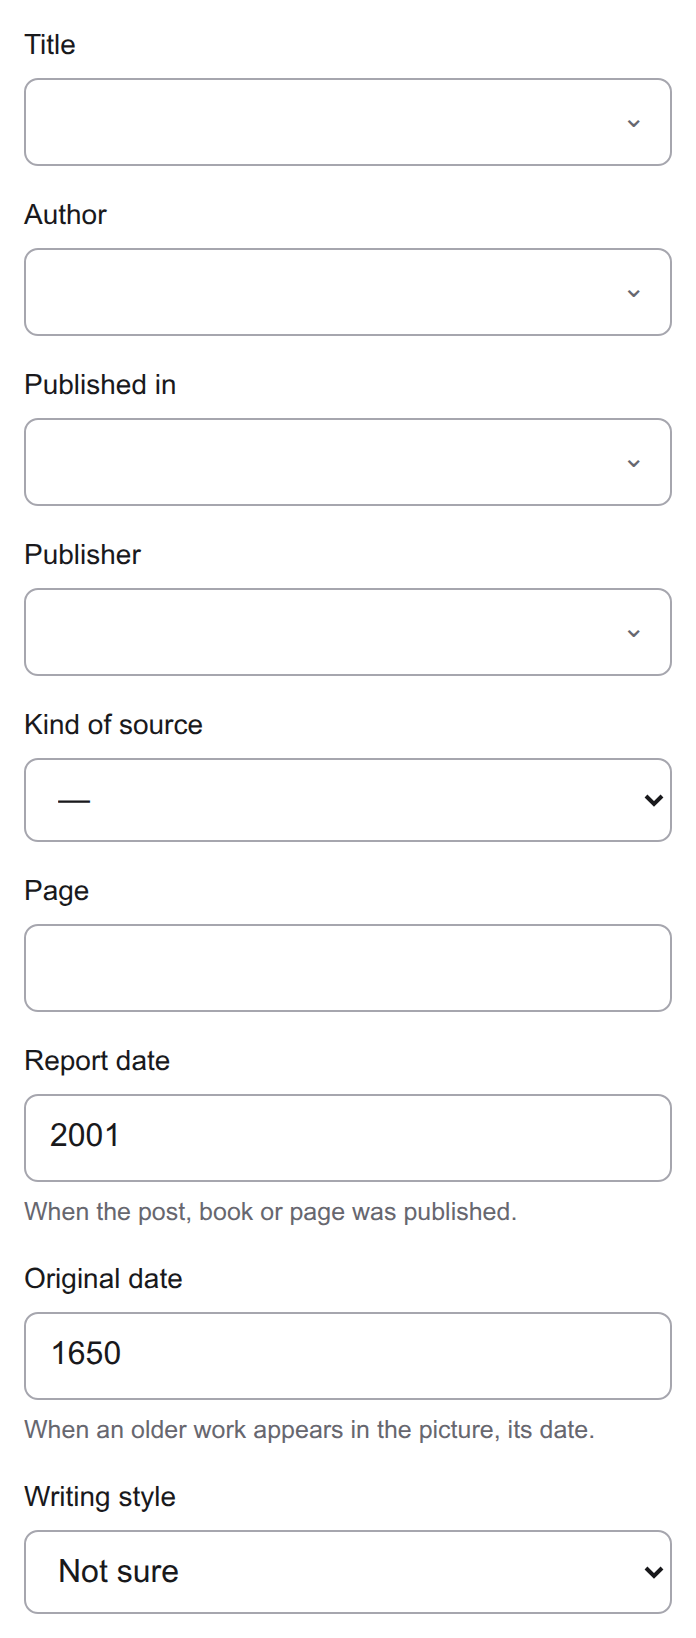 Title
Author
Published in
Publisher
Kind of source
—
Page
Report date
2001
When the post, book or page was published.
Original date
1650
When an older work appears in the picture, its date.
Writing style
Not sure